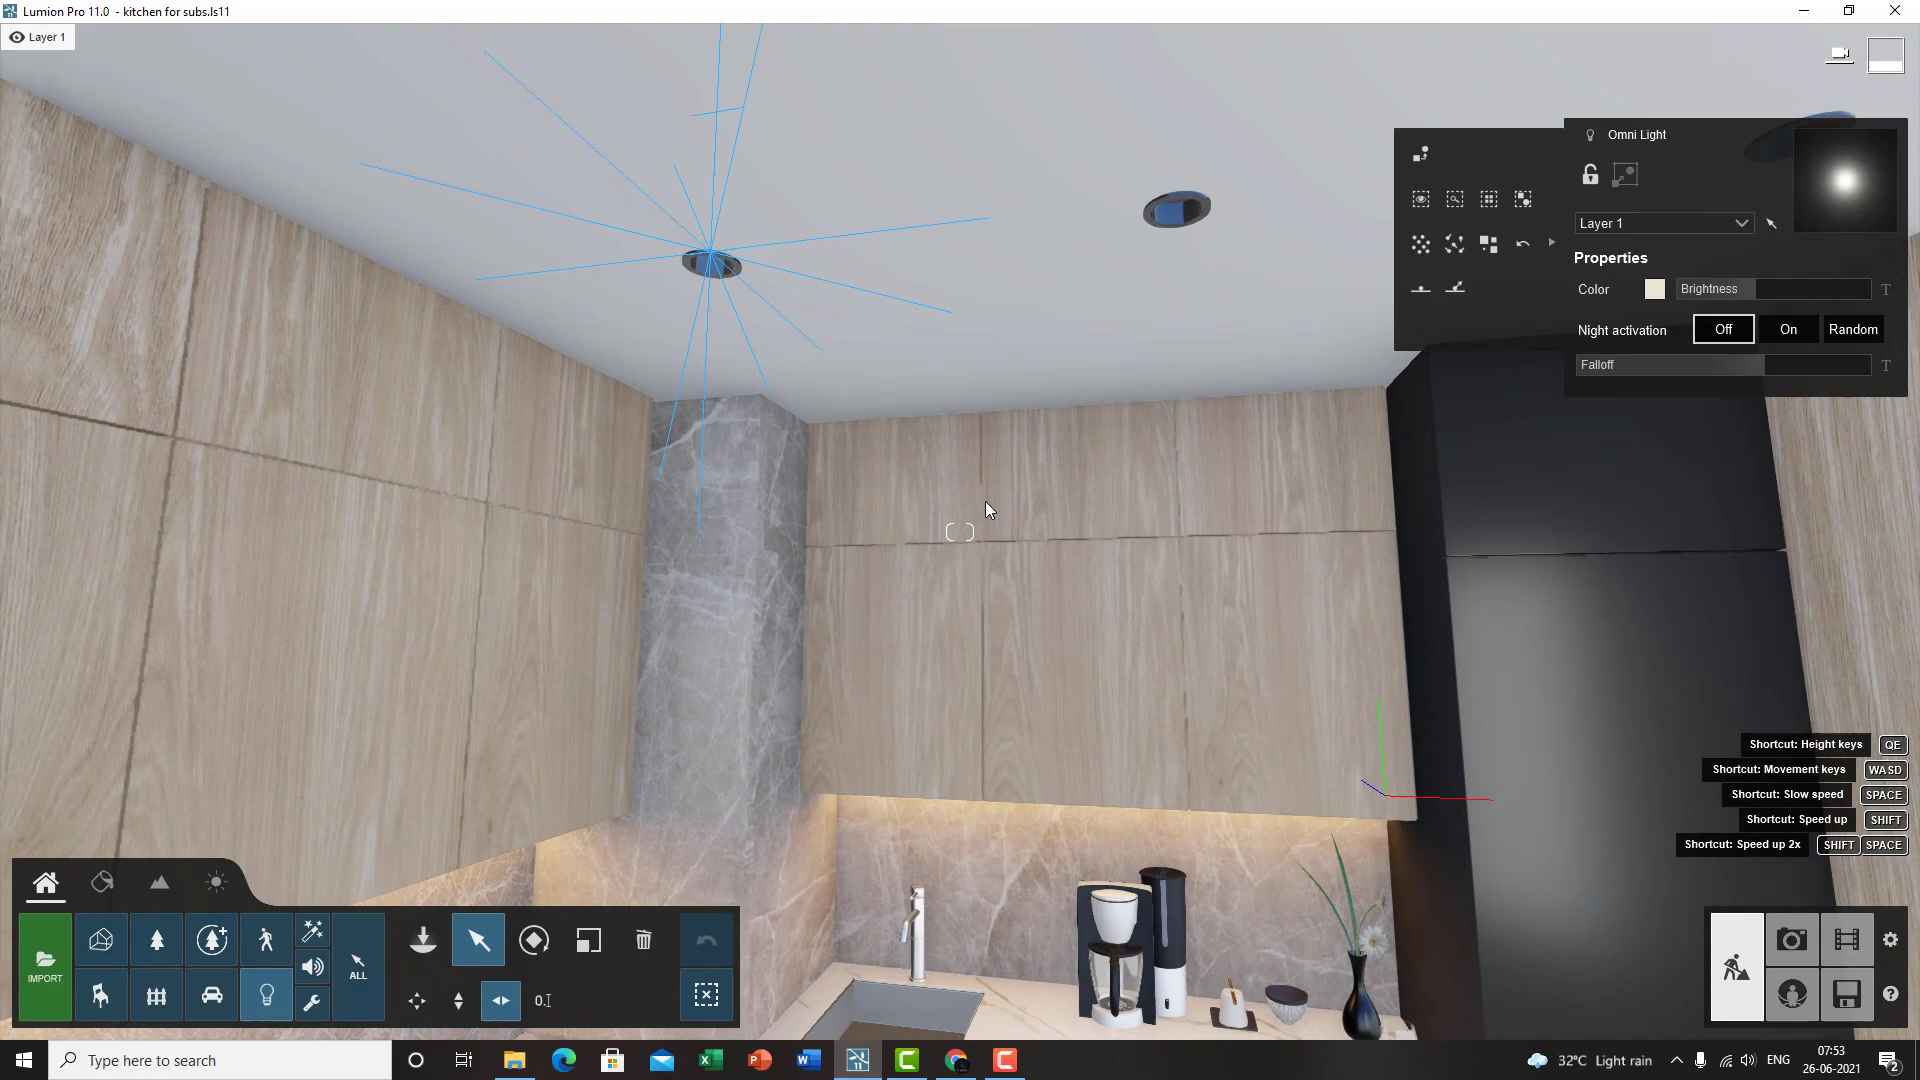 Lumion Pro 11.0 - kitchen for subs.ls11
Layer 1
Omni Light
Layer 1
Properties
Color
Brightness
T
Night activation
Off
On
Random
Falloff
T
Shortcut: Height keys QE
Shortcut: Movement keys WASD
Shortcut: Slow speed SPACE
Shortcut: Speed up SHIFT
Shortcut: Speed up 2x SHIFT SPACE
IMPORT
ALL
0.
Type here to search
32°C Light rain
ENG
07:53
26-06-2021
2